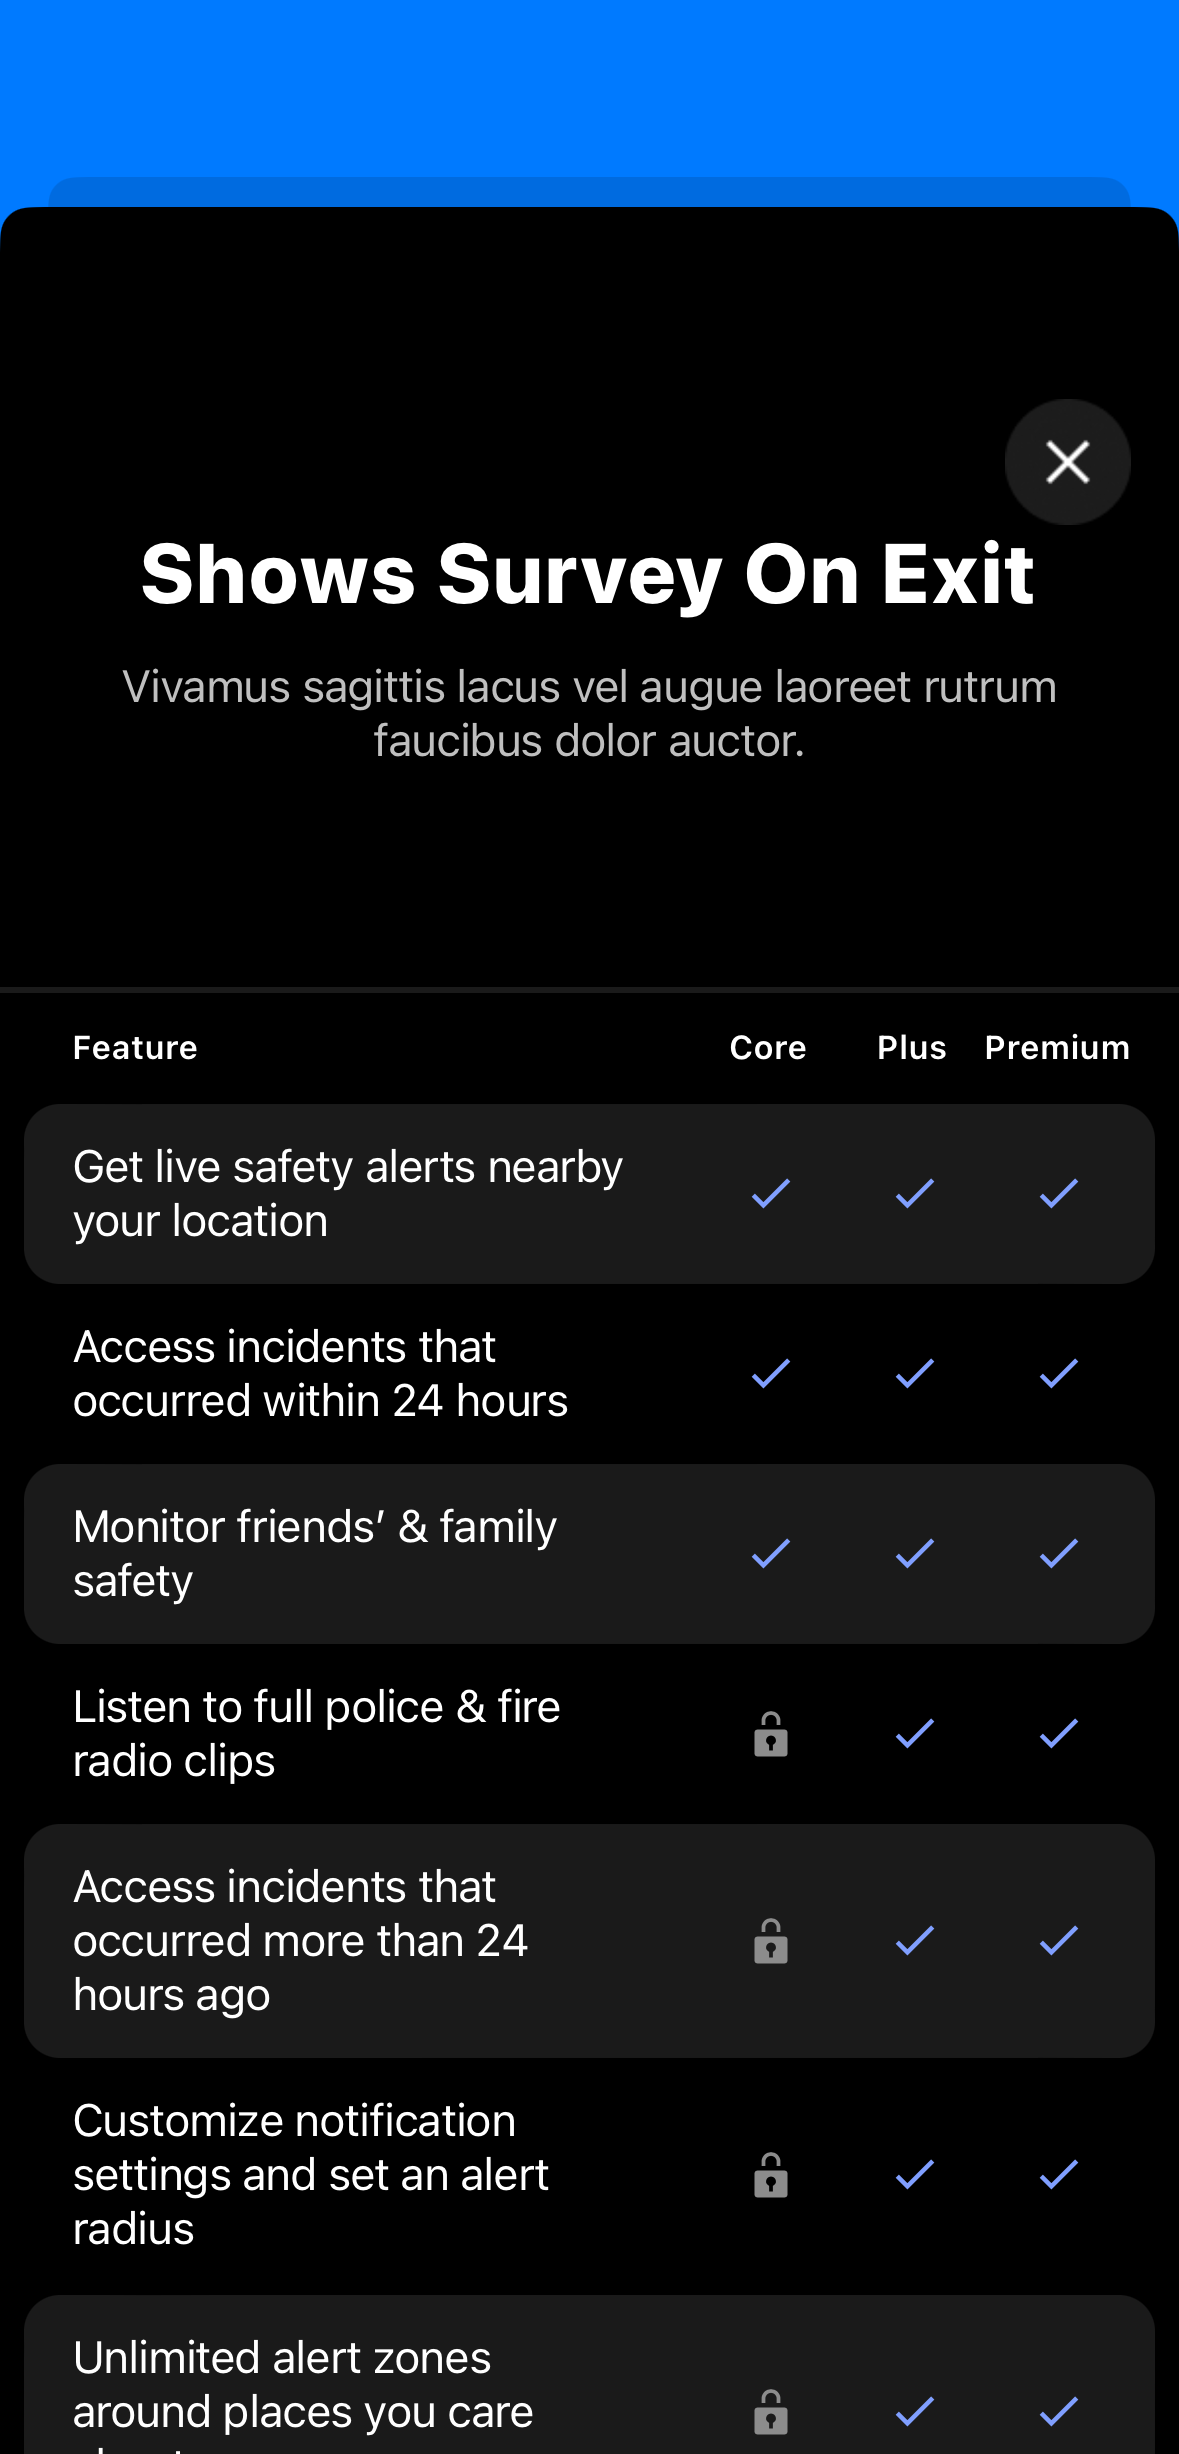 Shows Survey On Exit
Vivamus sagittis lacus vel augue laoreet rutrum
faucibus dolor auctor.
Feature Core Plus Premium
Get live safety alerts nearby
your location
Access incidents that
occurred within 24 hours
Monitor friends’ & family
safety
Listen to full police & fire
radio clips
Access incidents that
occurred more than 24
hours ago
Customize notification
settings and set an alert
radius
Unlimited alert zones
around places you care